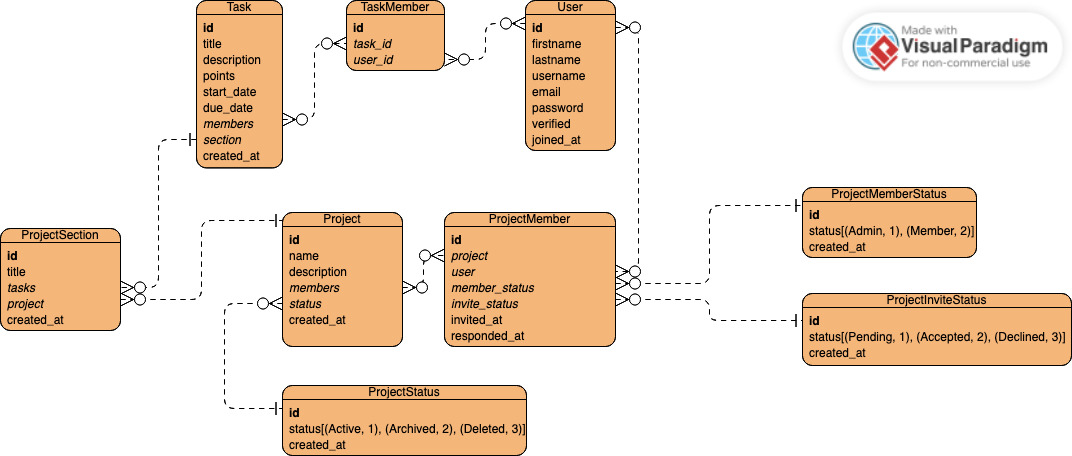 Task
id
title
description
points
start_date
due_date
members
section
created_at
TaskMember
id
task_id
user_id
User
id
firstname
lastname
username
email
password
verified
joined_at
Made with
Visual Paradigm
For non-commercial use
ProjectSection
id
title
tasks
project
created_at
Project
id
name
description
members
status
created_at
ProjectMember
id
project
user
member_status
invite_status
invited_at
responded_at
ProjectMemberStatus
id
status[(Admin, 1), (Member, 2)]
created_at
ProjectInviteStatus
id
status[(Pending, 1), (Accepted, 2), (Declined, 3)]
created_at
ProjectStatus
id
status[(Active, 1), (Archived, 2), (Deleted, 3)]
created_at